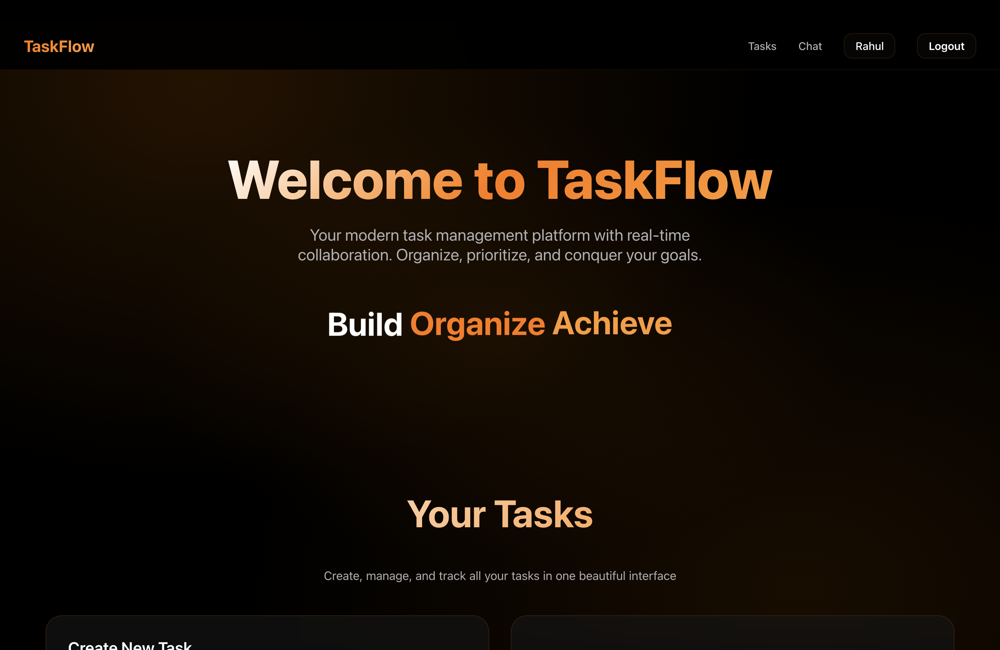 TaskFlow
Tasks
Chat
Rahul
Logout
Welcome to TaskFlow
Your modern task management platform with real-time
collaboration. Organize, prioritize, and conquer your goals.
Build Organize Achieve
Your Tasks
Create, manage, and track all your tasks in one beautiful interface
Create New Task